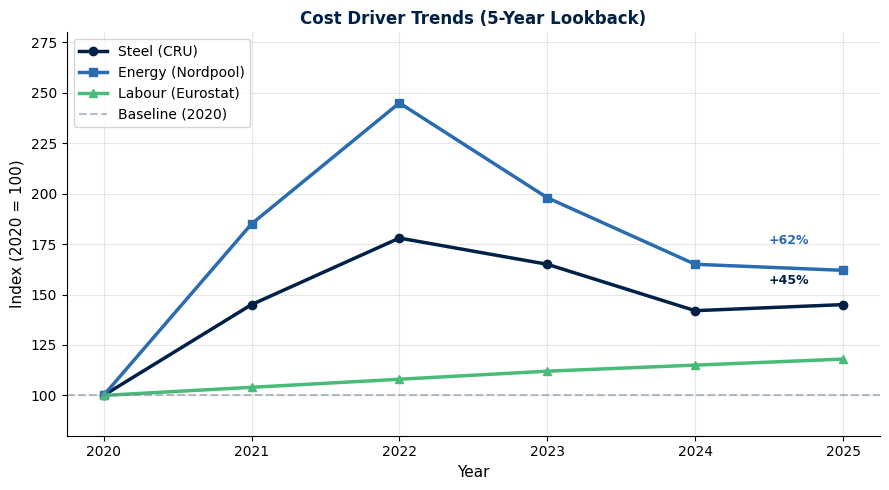 Cost Driver Trends (5-Year Lookback)
Steel (CRU)
Energy (Nordpool)
Labour (Eurostat)
Baseline (2020)
Index (2020 = 100)
275
250
225
200
175
150
125
100
+62%
+45%
2020 2021 2022 2023 2024 2025
Year